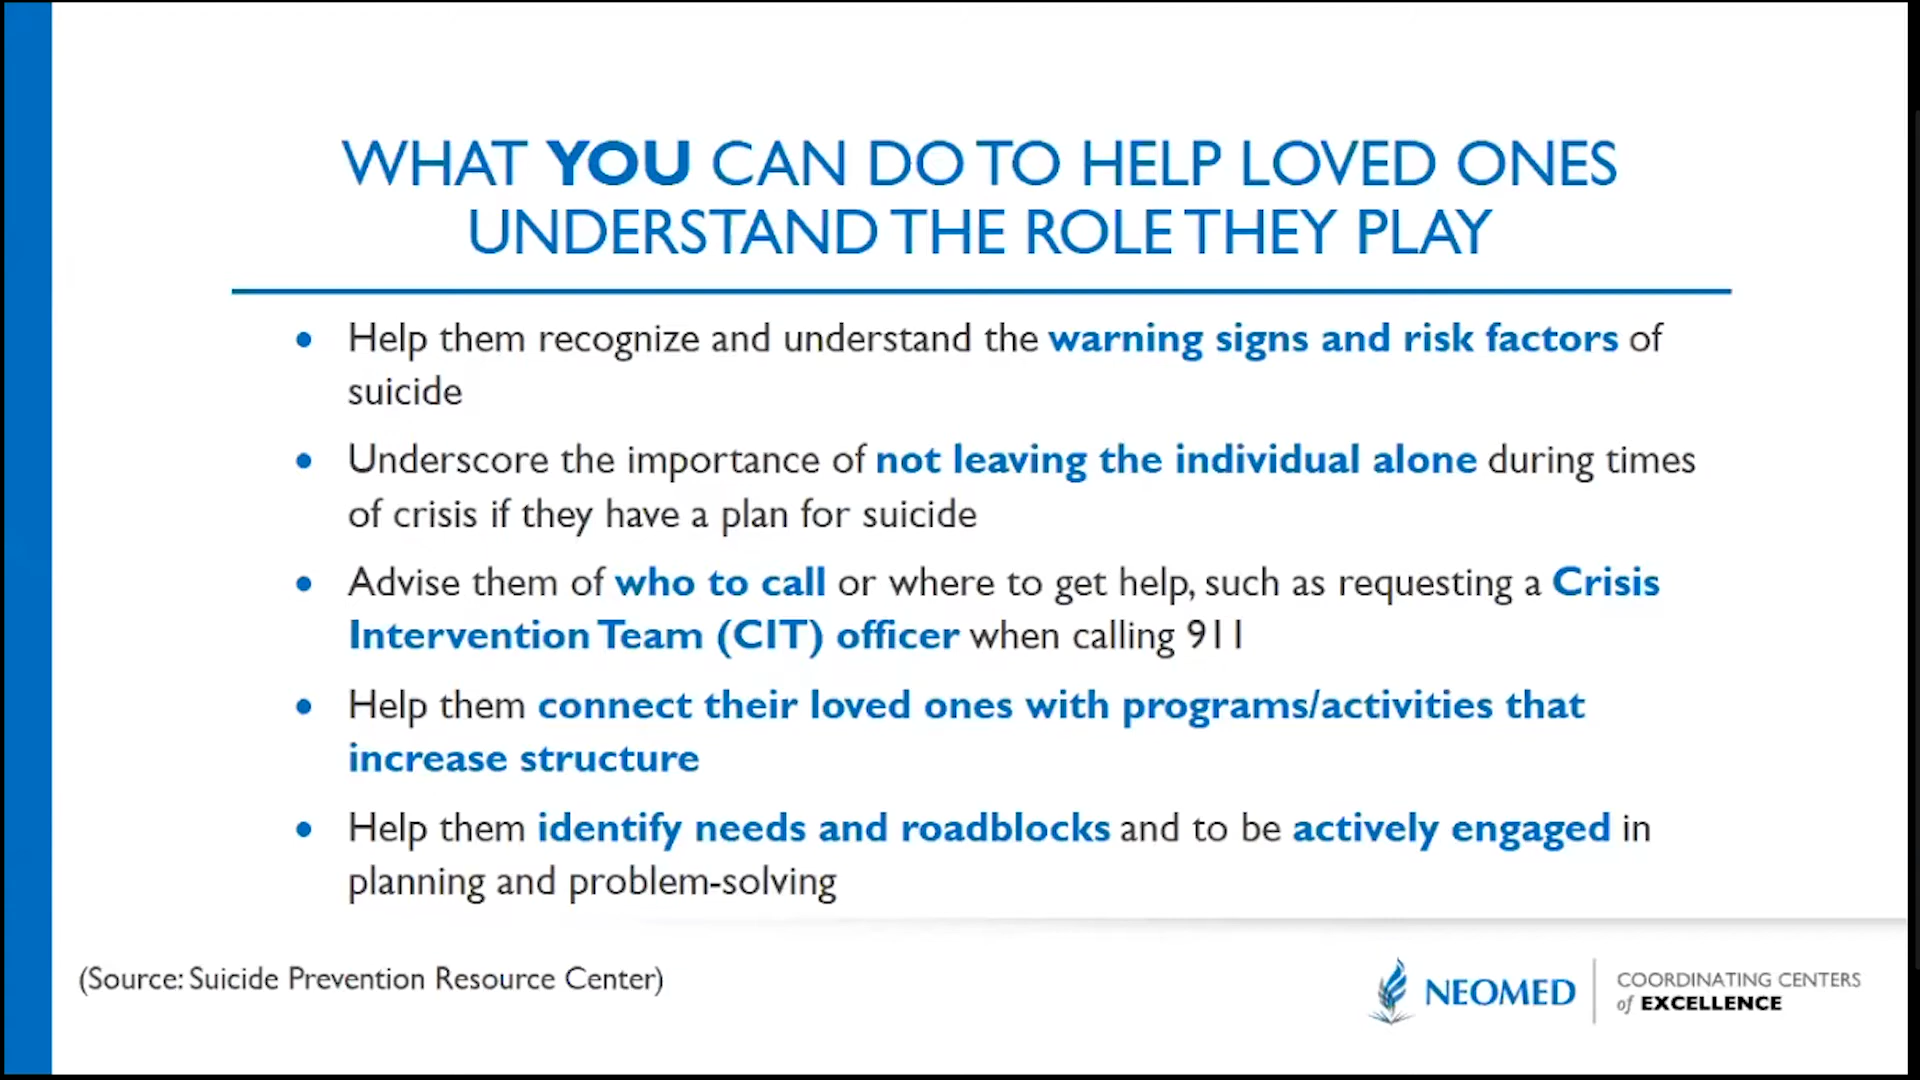 WHAT YOU CAN DO TO HELP LOVED ONES
UNDERSTAND THE ROLE THEY PLAY
• Help them recognize and understand the warning signs and risk factors of
suicide
• Underscore the importance of not leaving the individual alone during times
of crisis if they have a plan for suicide
• Advise them of who to call or where to get help, such as requesting a Crisis
Intervention Team (CIT) officer when calling 911
• Help them connect their loved ones with programs/activities that
increase structure
• Help them identify needs and roadblocks and to be actively engaged in
planning and problem-solving
(Source: Suicide Prevention Resource Center)
NEOMED
COORDINATING CENTERS
of EXCELLENCE